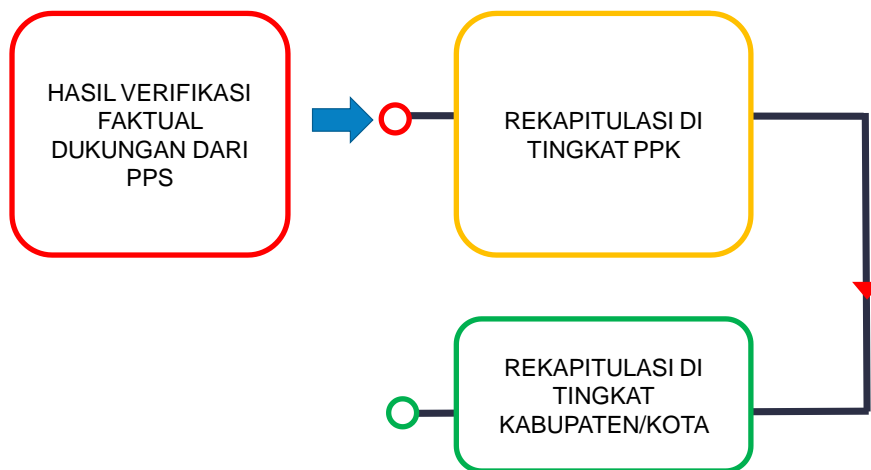 HASIL VERIFIKASI
FAKTUAL
DUKUNGAN DARI
PPS
REKAPITULASI DI
TINGKAT PPK
REKAPITULASI DI
TINGKAT
KABUPATEN/KOTA